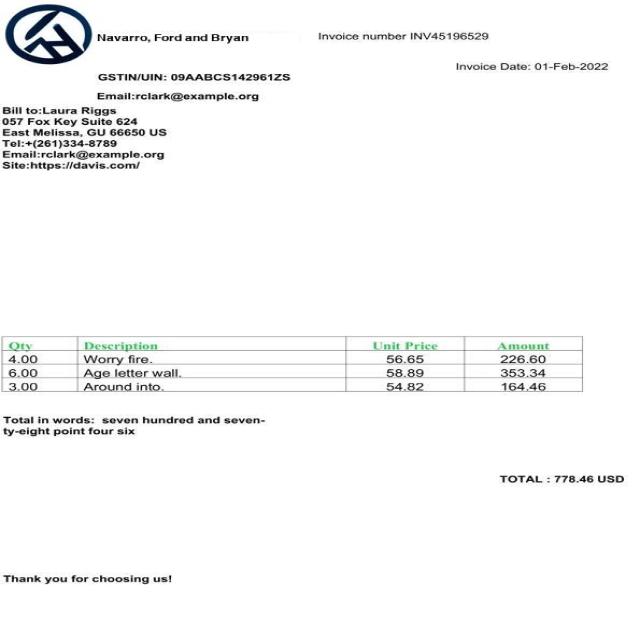 Navarro, Ford and Bryan
Invoice number INV45196529
Invoice Date: 01-Feb-2022
GSTIN/UIN: 09AABCS142961ZS
Email:rclark@example.org
Bill to:Laura Riggs
057 Fox Key Suite 624
East Melissa, GU 66650 US
Tel:+(261)334-8789
Email:rclark@example.org
Site:https://davis.com/
Qty Description Unit Price Amount
4.00 Worry fire. 56.65 226.60
6.00 Age letter wall. 58.89 353.34
3.00 Around into. 54.82 164.46
Total in words: seven hundred and seven-
ty-eight point four six
TOTAL : 778.46 USD
Thank you for choosing us!